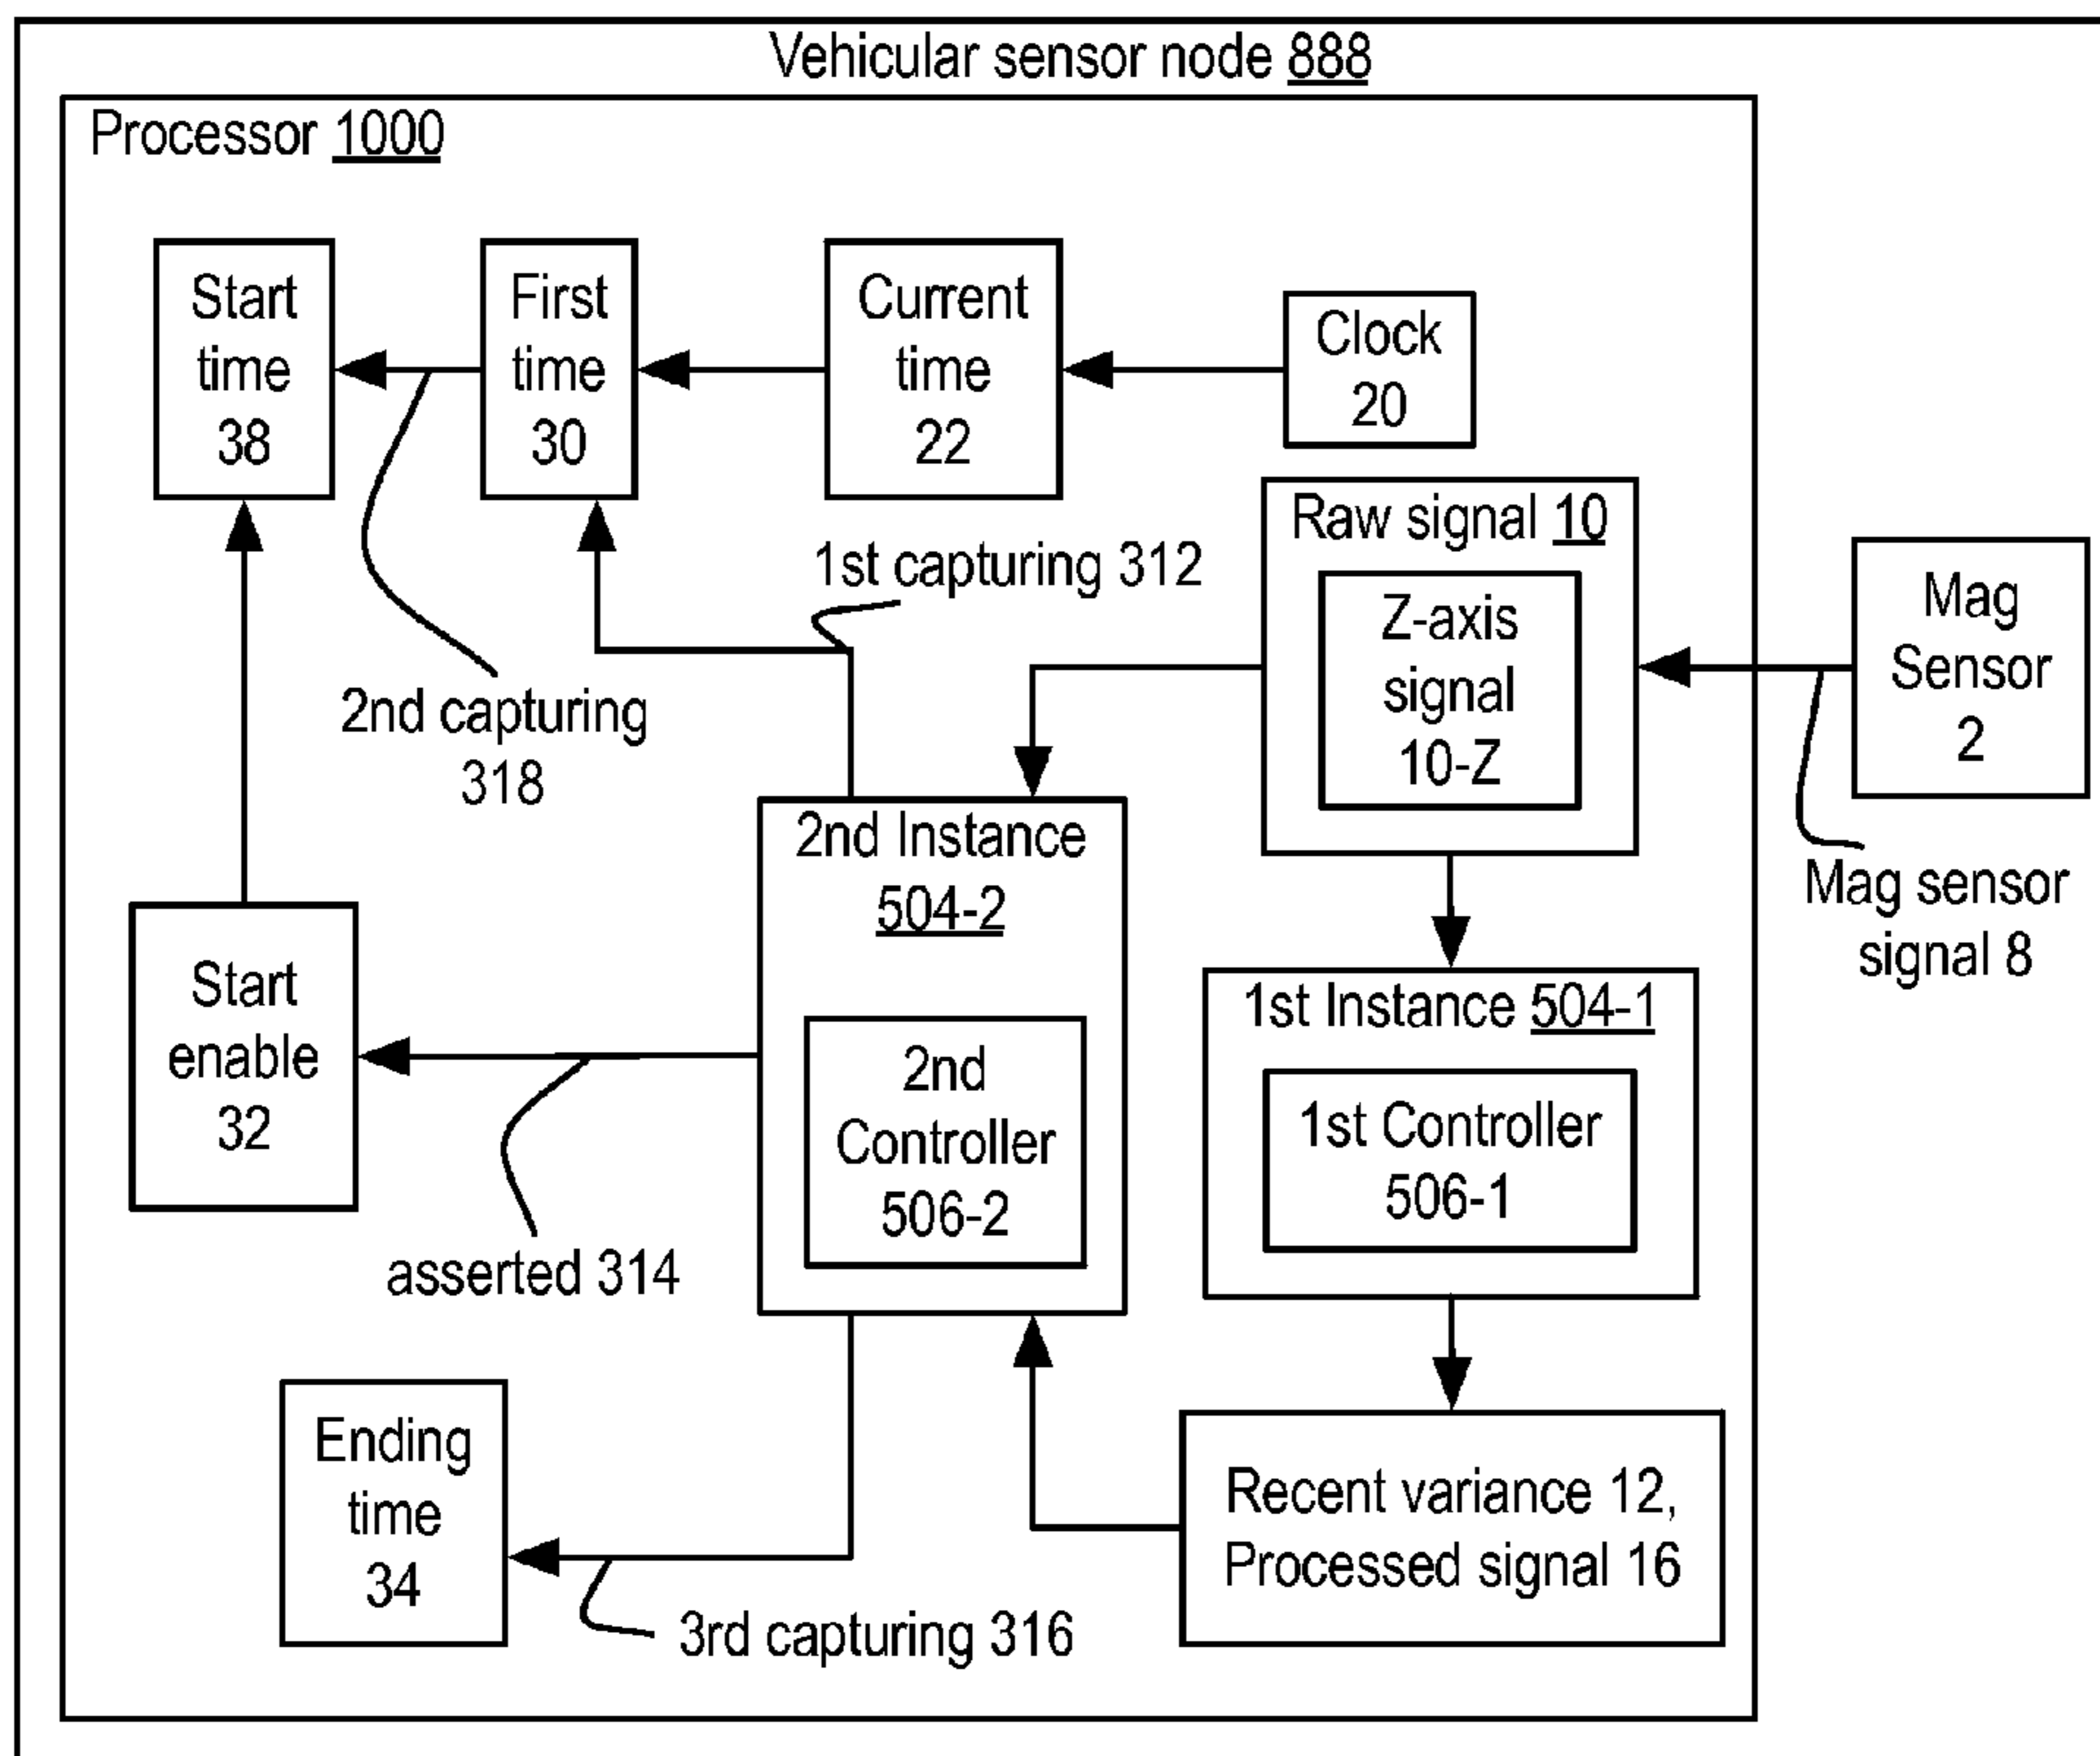 Vehicular sensor node 888
Processor 1000
Start
time
38
First
time
30
Current
time
22
Clock
20
Raw signal 10
Z-axis
signal
10-Z
Mag
Sensor
2
1st capturing 312
2nd capturing
318
Mag sensor
signal 8
2nd Instance
504-2
2nd
Controller
506-2
1st Instance 504-1
1st Controller
506-1
Start
enable
32
asserted 314
Ending
time
34
3rd capturing 316
Recent variance 12,
Processed signal 16